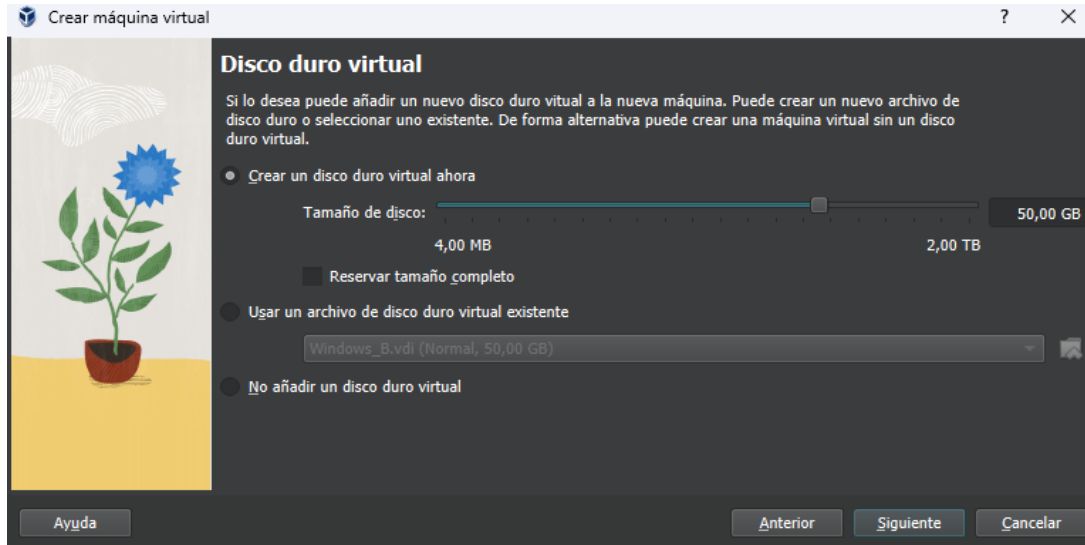 Crear máquina virtual
?
Disco duro virtual
Si lo desea puede añadir un nuevo disco duro vitual a la nueva máquina. Puede crear un nuevo archivo de
disco duro o seleccionar uno existente. De forma alternativa puede crear una máquina virtual sin un disco
duro virtual.
Crear un disco duro virtual ahora
Tamaño de disco: 50,00 GB
4,00 MB 2,00 TB
Reservar tamaño completo
Usar un archivo de disco duro virtual existente
Windows_B.vdi (Normal, 50,00 GB)
No añadir un disco duro virtual
Ayuda Anterior Siguiente Cancelar